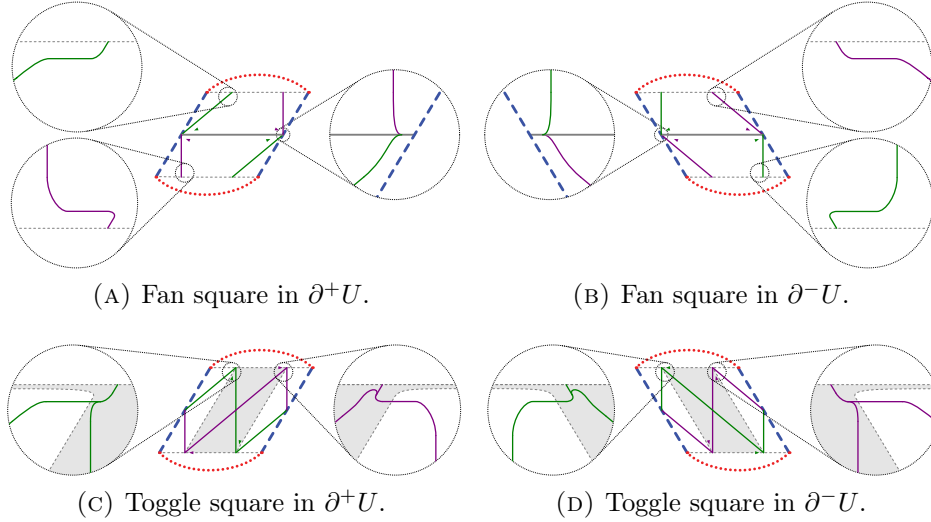 (A) Fan square in ∂⁺U.
(B) Fan square in ∂⁻U.
(C) Toggle square in ∂⁺U.
(D) Toggle square in ∂⁻U.